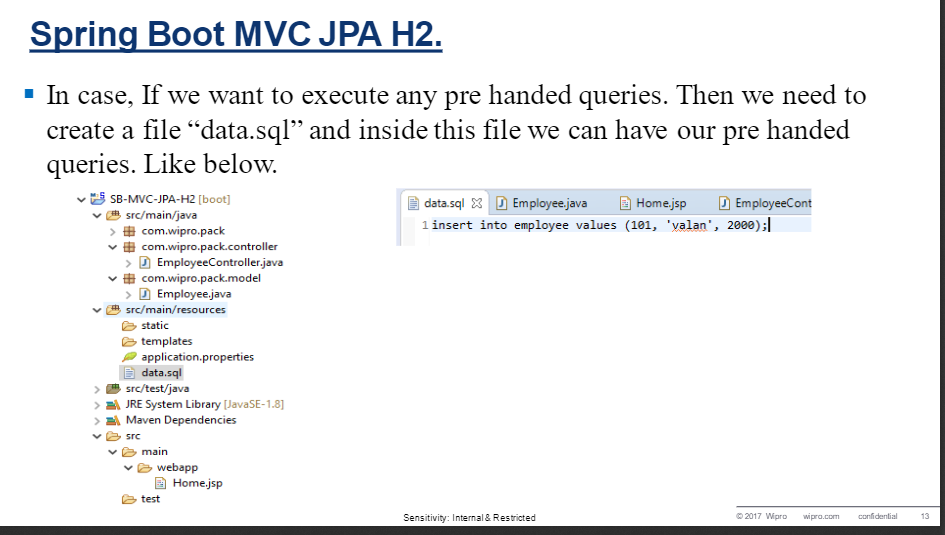 Spring Boot MVC JPA H2.
In case, If we want to execute any pre handed queries. Then we need to
create a file “data.sql” and inside this file we can have our pre handed
queries. Like below.
SB-MVC-JPA-H2 [boot]
src/main/java
com.wipro.pack
com.wipro.pack.controller
EmployeeController.java
com.wipro.pack.model
Employee.java
src/main/resources
static
templates
application.properties
data.sql
src/test/java
JRE System Library [JavaSE-1.8]
Maven Dependencies
src
main
webapp
Home.jsp
test
data.sql Employee.java Home.jsp EmployeeCont
1 insert into employee values (101, 'valan', 2000);
Sensitivity: Internal & Restricted
© 2017 Wipro wipro.com confidential 13